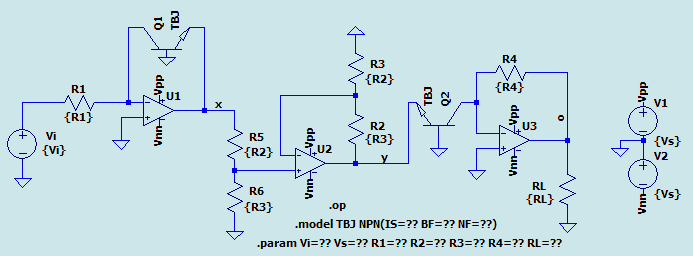 Q1
TBJ
R1
{R1}
Vpp
U1
Vnn
x
Vi
{Vi}
R3
{R2}
R2
{R3}
R5
{R2}
Vpp
U2
Vnn
y
R6
{R3}
TBJ
Q2
R4
{R4}
Vpp
U3
Vnn
o
RL
{RL}
Vpp
V1
{Vs}
V2
{Vs}
Vnn
.op
.model TBJ NPN(IS=?? BF=?? NF=??)
.param Vi=?? Vs=?? R1=?? R2=?? R3=?? R4=?? RL=??